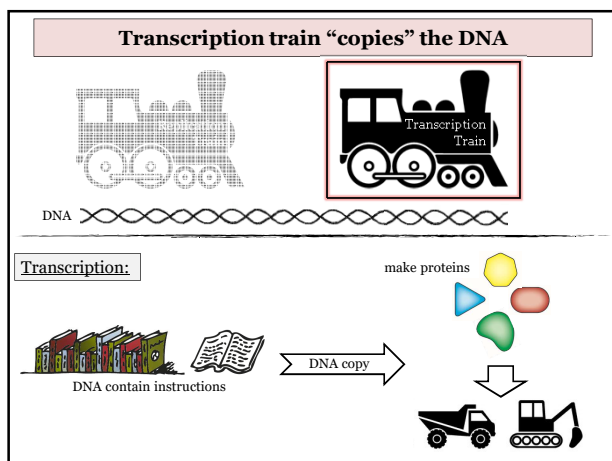 Transcription train “copies” the DNA
Transcription
Train
DNA
Transcription:
make proteins
DNA copy
DNA contain instructions